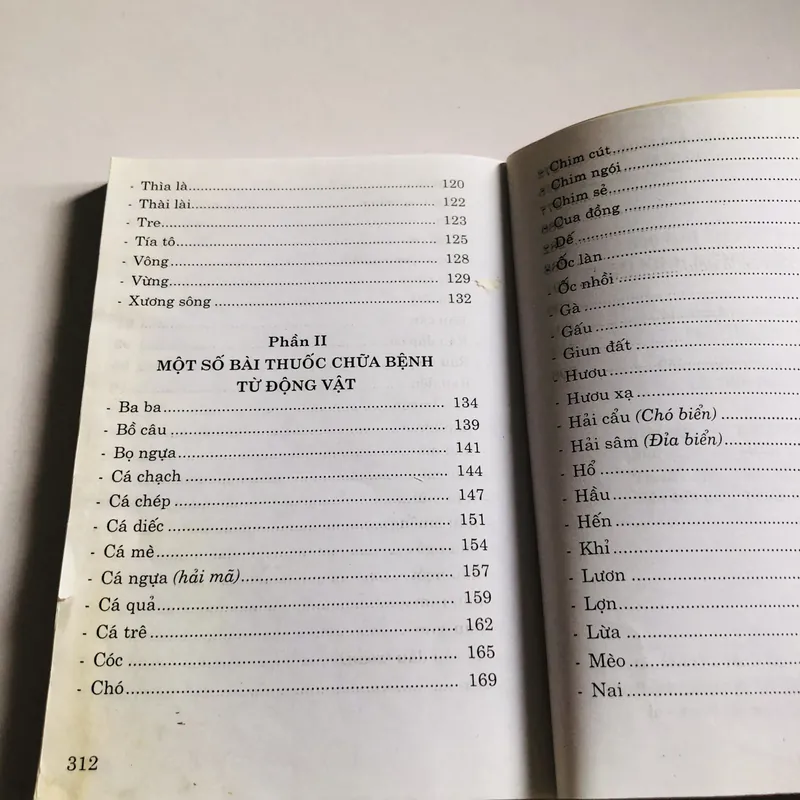 - Thìa là........................................................ 120
- Thài lài........................................................ 122
- Tre................................................................ 123
- Tía tô............................................................ 125
- Vông............................................................. 128
- Vừng............................................................. 129
- Xương sông................................................. 132
Phần II
MỘT SỐ BÀI THUỐC CHỮA BỆNH
TỪ ĐỘNG VẬT
- Ba ba............................................................ 134
- Bồ câu.......................................................... 139
- Bọ ngựa........................................................ 141
- Cá chạch...................................................... 144
- Cá chép........................................................ 147
- Cá diếc......................................................... 151
- Cá mè........................................................... 154
- Cá ngựa (hải mã)......................................... 157
- Cá quả.......................................................... 159
- Cá trê........................................................... 162
- Cóc............................................................... 165
- Chó............................................................... 169
312
- Chim cút........................
- Chim ngói........................
- Chim sẻ........................
- Cua đồng........................
- Dế........................
- Ốc làn........................
- Ốc nhồi........................
- Gà........................
- Gấu........................
- Giun đất........................
- Hươu........................
- Hươu xạ........................
- Hải cẩu (Chó biển)........................
- Hải sâm (Đỉa biển)........................
- Hổ........................
- Hầu........................
- Hến........................
- Khỉ........................
- Lươn........................
- Lợn........................
- Lừa........................
- Mèo........................
- Nai........................